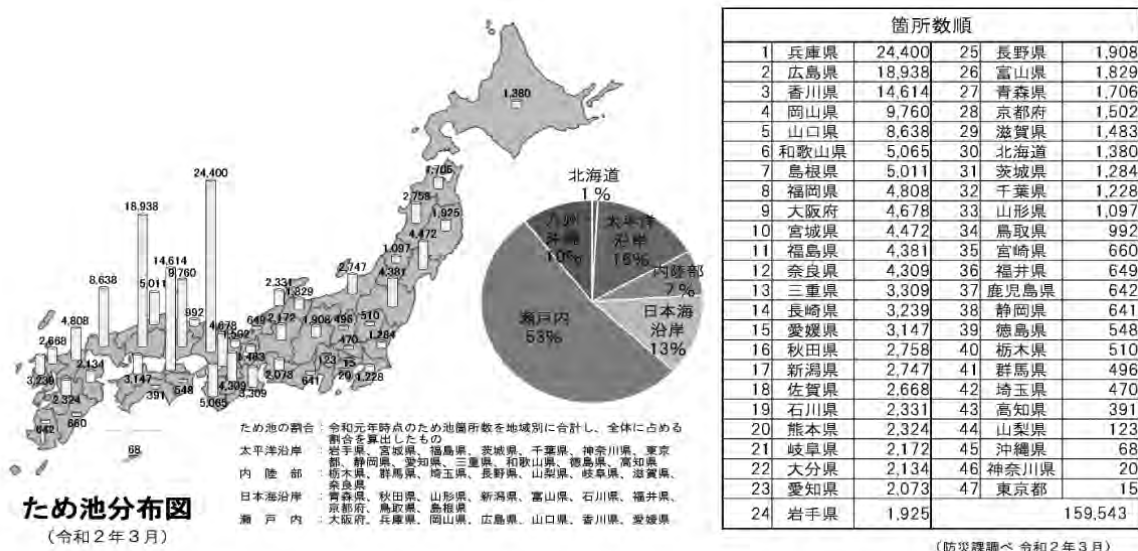 1,380
1,705
2,758
1,925
4,472
1,097
4,381
2,747
24,400
18,938
14,614
9,760
8,638
5,011
992
4,808
2,668
2,134
3,239
2,324
660
642
68
3,147
391
548
5,065
4,309
3,309
4,678
1,502
1,483
2,331
1,829
649
2,172
1,908
496
510
470
1,284
123
15
2,073
641
20
1,228
北海道
1%
太平洋
沿岸
16%
内陸部
7%
日本海
沿岸
13%
瀬戸内
53%
九州
沖縄
10%
ため池の割合：令和元年時点のため池箇所数を地域別に合計し、全体に占める
割合を算出したもの
太平洋沿岸：岩手県、宮城県、福島県、茨城県、千葉県、神奈川県、東京
都、静岡県、愛知県、三重県、和歌山県、徳島県、高知県
内陸部：栃木県、群馬県、埼玉県、長野県、山梨県、岐阜県、滋賀県、
奈良県
日本海沿岸：青森県、秋田県、山形県、新潟県、富山県、石川県、福井県、
京都府、鳥取県、島根県
瀬戸内：大阪府、兵庫県、岡山県、広島県、山口県、香川県、愛媛県
ため池分布図
（令和２年３月）
箇所数順
1 兵庫県 24,400 25 長野県 1,908
2 広島県 18,938 26 富山県 1,829
3 香川県 14,614 27 青森県 1,706
4 岡山県 9,760 28 京都府 1,502
5 山口県 8,638 29 滋賀県 1,483
6 和歌山県 5,065 30 北海道 1,380
7 島根県 5,011 31 茨城県 1,284
8 福岡県 4,808 32 千葉県 1,228
9 大阪府 4,678 33 山形県 1,097
10 宮城県 4,472 34 鳥取県 992
11 福島県 4,381 35 宮崎県 660
12 奈良県 4,309 36 福井県 649
13 三重県 3,309 37 鹿児島県 642
14 長崎県 3,239 38 静岡県 641
15 愛媛県 3,147 39 徳島県 548
16 秋田県 2,758 40 栃木県 510
17 新潟県 2,747 41 群馬県 496
18 佐賀県 2,668 42 埼玉県 470
19 石川県 2,331 43 高知県 391
20 熊本県 2,324 44 山梨県 123
21 岐阜県 2,172 45 沖縄県 68
22 大分県 2,134 46 神奈川県 20
23 愛知県 2,073 47 東京都 15
24 岩手県 1,925 159,543
（防災課調べ 令和２年３月）